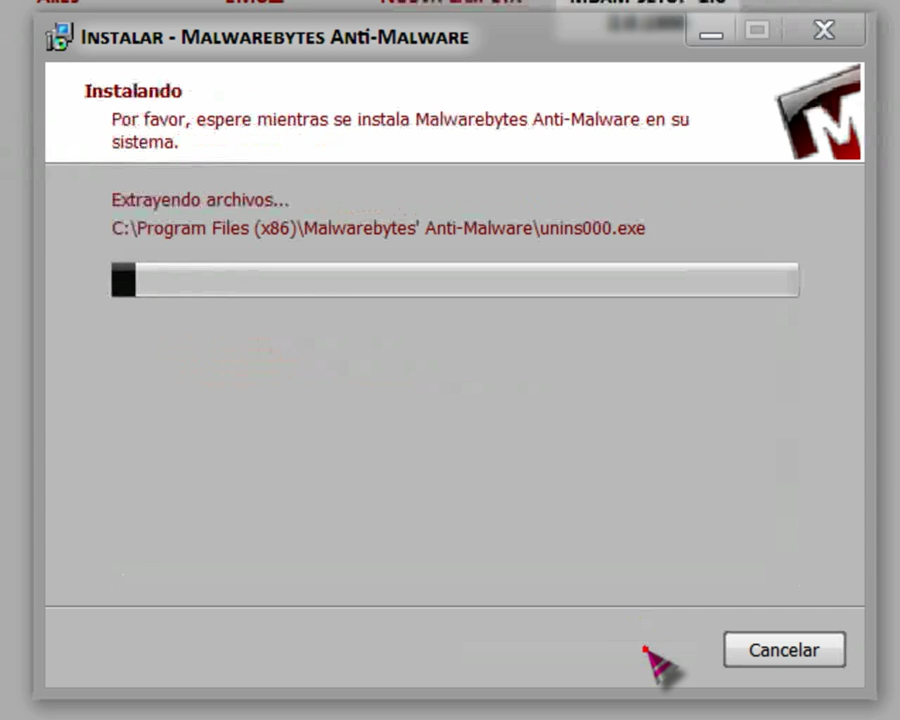 INSTALAR - MALWAREBYTES ANTI-MALWARE
Instalando
Por favor, espere mientras se instala Malwarebytes Anti-Malware en su
sistema.
Extrayendo archivos...
C:\Program Files (x86)\Malwarebytes' Anti-Malware\unins000.exe
Cancelar